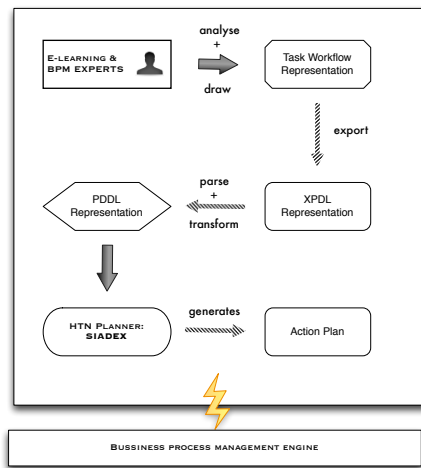 analyse
+
draw
E-LEARNING &
BPM EXPERTS
Task Workflow
Representation
export
parse
+
transform
PDDL
Representation
XPDL
Representation
generates
HTN PLANNER:
SIADEX
Action Plan
BUSSINESS PROCESS MANAGEMENT ENGINE